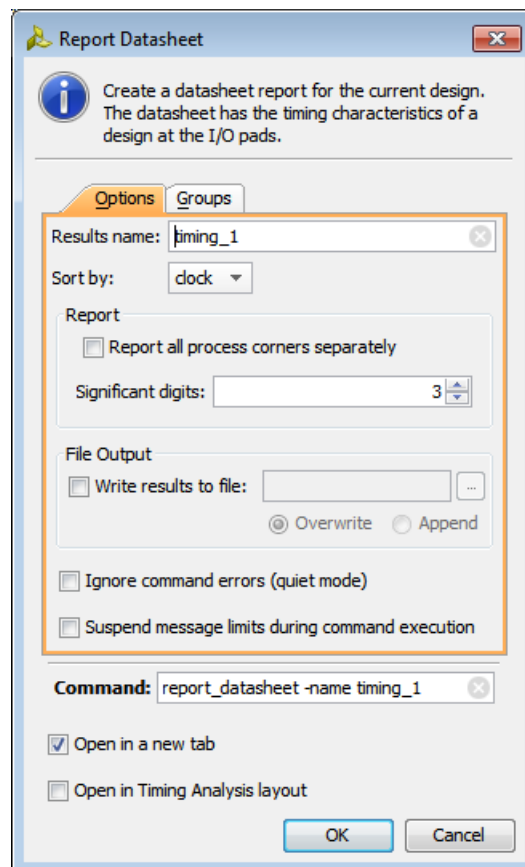 Report Datasheet
Create a datasheet report for the current design.
The datasheet has the timing characteristics of a
design at the I/O pads.
Options Groups
Results name: timing_1
Sort by: clock
Report
Report all process corners separately
Significant digits: 3
File Output
Write results to file: ...
Overwrite Append
Ignore command errors (quiet mode)
Suspend message limits during command execution
Command: report_datasheet -name timing_1
Open in a new tab
Open in Timing Analysis layout
OK Cancel